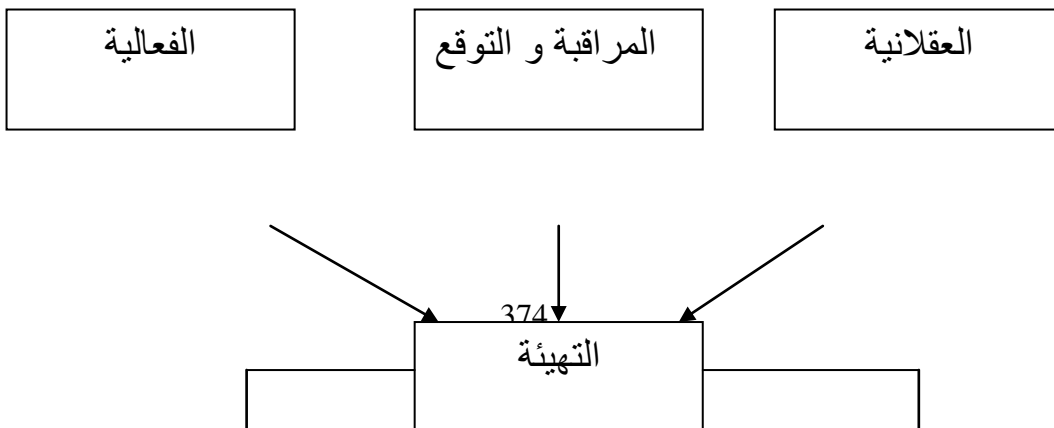 العقلانية
المراقبة و التوقع
الفعالية
374
التهيئة